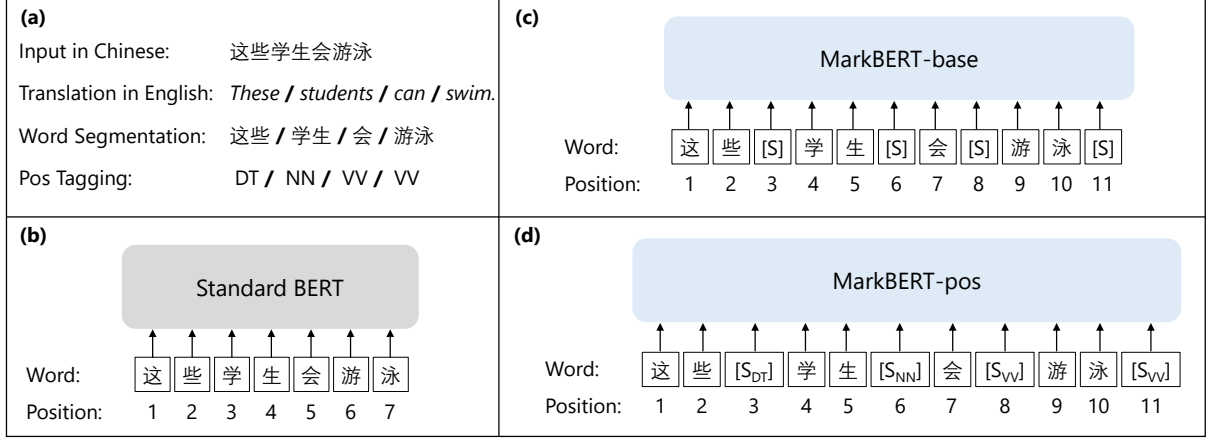 (a)
Input in Chinese: 这些学生会游泳
Translation in English: These / students / can / swim.
Word Segmentation: 这些 / 学生 / 会 / 游泳
Pos Tagging: DT / NN / VV / VV
(b)
Standard BERT
Word: 这 些 学 生 会 游 泳
Position: 1 2 3 4 5 6 7
(c)
MarkBERT-base
Word: 这 些 [S] 学 生 [S] 会 [S] 游 泳 [S]
Position: 1 2 3 4 5 6 7 8 9 10 11
(d)
MarkBERT-pos
Word: 这 些 [S_DT] 学 生 [S_NN] 会 [S_VV] 游 泳 [S_VV]
Position: 1 2 3 4 5 6 7 8 9 10 11